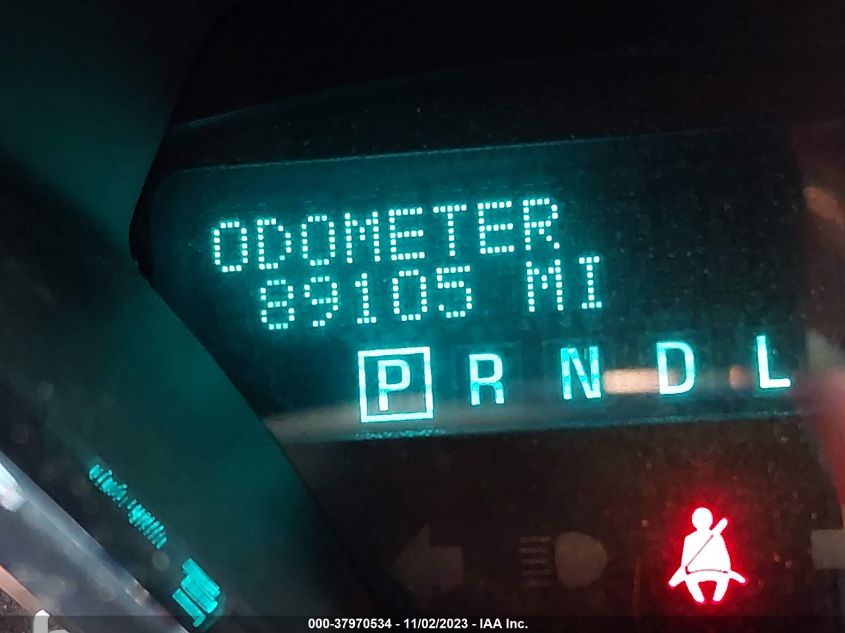 ODOMETER
89105 MI
P R N D L
000-37970534 - 11/02/2023 - IAA Inc.